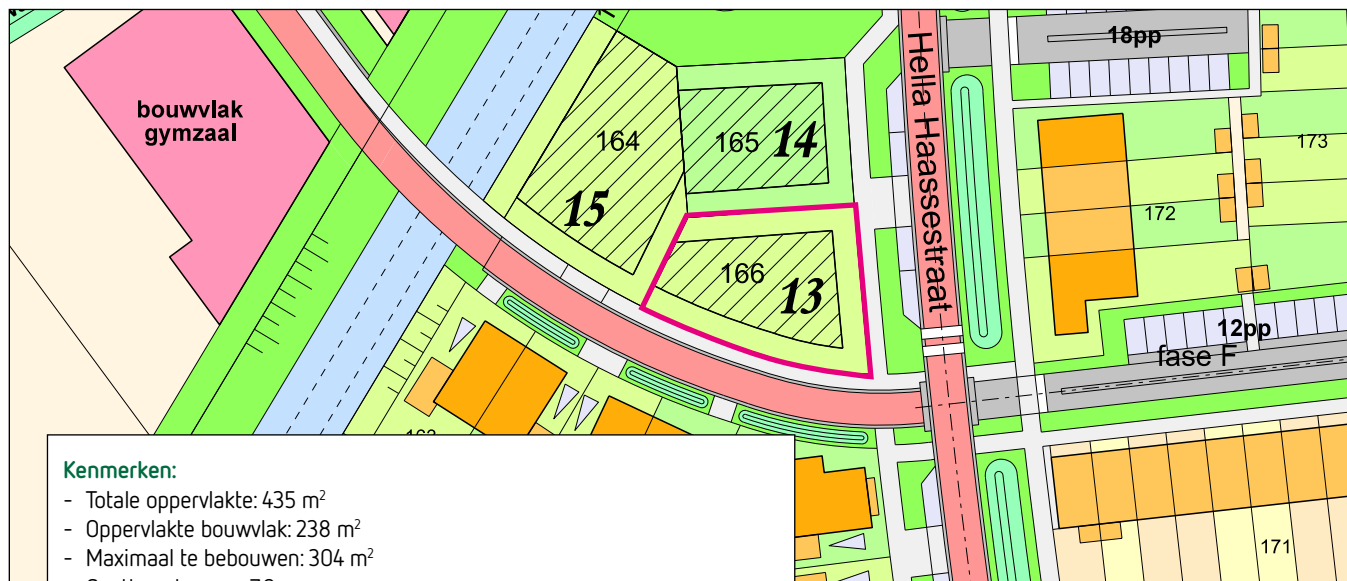 bouwvlak
gymzaal
164
15
165
14
166
13
Hella Haassestraat
18pp
173
172
12pp
fase F
171
Kenmerken:
- Totale oppervlakte: 435 m²
- Oppervlakte bouwvlak: 238 m²
- Maximaal te bebouwen: 304 m²